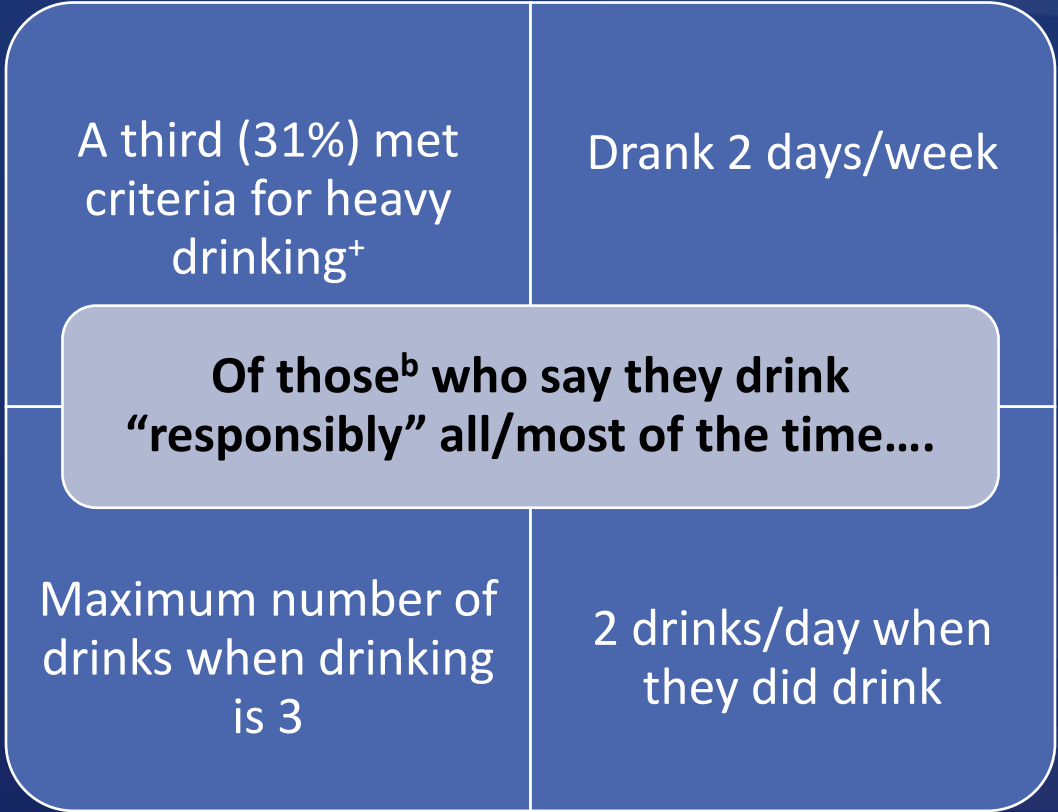 A third (31%) met
criteria for heavy
drinking⁺
Drank 2 days/week
Of thoseᵇ who say they drink
“responsibly” all/most of the time….
Maximum number of
drinks when drinking
is 3
2 drinks/day when
they did drink